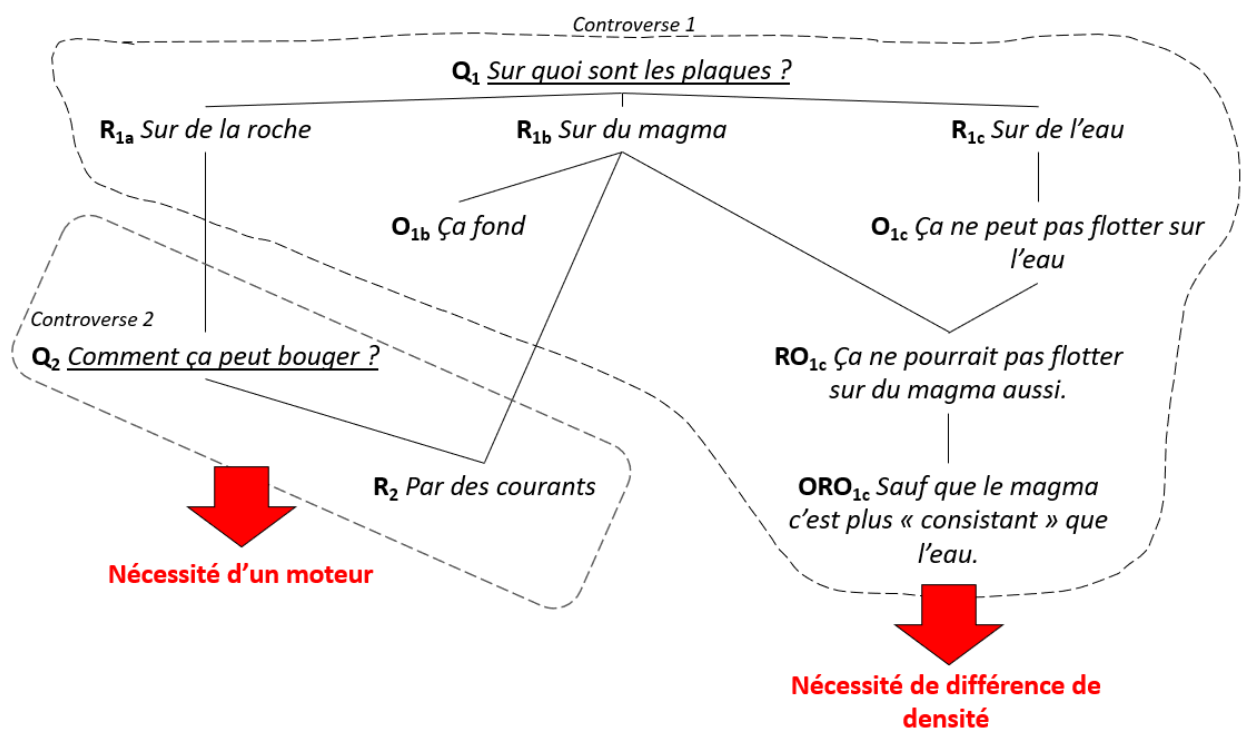 Controverse 1
Q1 Sur quoi sont les plaques ?
R1a Sur de la roche
R1b Sur du magma
R1c Sur de l'eau
O1b Ça fond
O1c Ça ne peut pas flotter sur
l'eau
Controverse 2
Q2 Comment ça peut bouger ?
RO1c Ça ne pourrait pas flotter
sur du magma aussi.
R2 Par des courants
ORO1c Sauf que le magma
c'est plus « consistant » que
l'eau.
Nécessité d'un moteur
Nécessité de différence de
densité